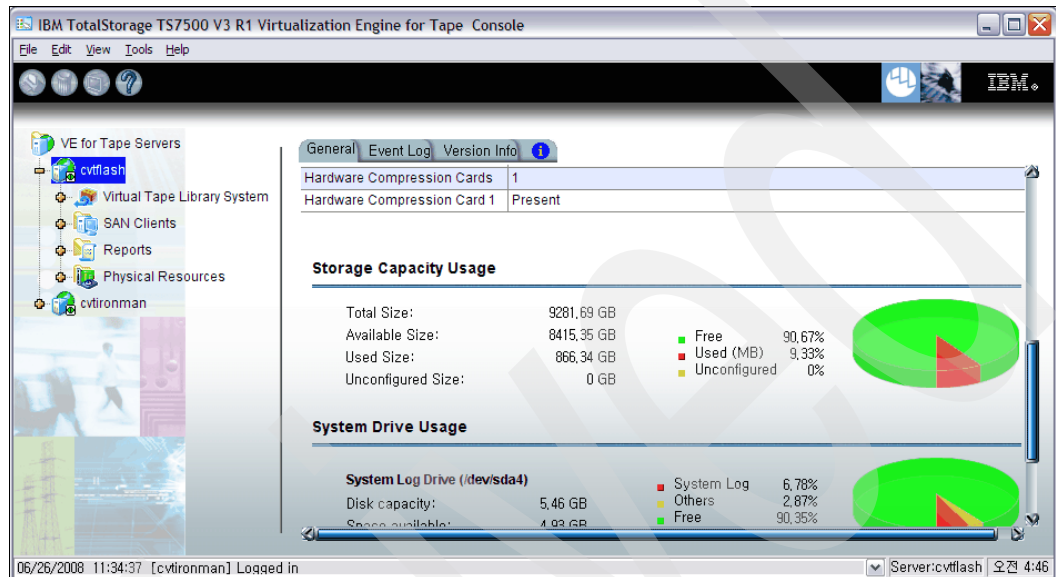 IBM TotalStorage TS7500 V3 R1 Virtualization Engine for Tape Console
File Edit View Tools Help
IBM
VE for Tape Servers
cvtflash
Virtual Tape Library System
SAN Clients
Reports
Physical Resources
cvtironman
General Event Log Version Info
Hardware Compression Cards 1
Hardware Compression Card 1 Present
Storage Capacity Usage
Total Size: 9281,69 GB
Available Size: 8415,35 GB
Used Size: 866,34 GB
Unconfigured Size: 0 GB
Free 90,67%
Used (MB) 9,33%
Unconfigured 0%
System Drive Usage
System Log Drive (/dev/sda4)
Disk capacity: 5,46 GB
Space available: 4,93 GB
System Log 6,78%
Others 2,87%
Free 90,35%
06/26/2008 11:34:37 [cvtironman] Logged in
Server:cvtflash 오전 4:46